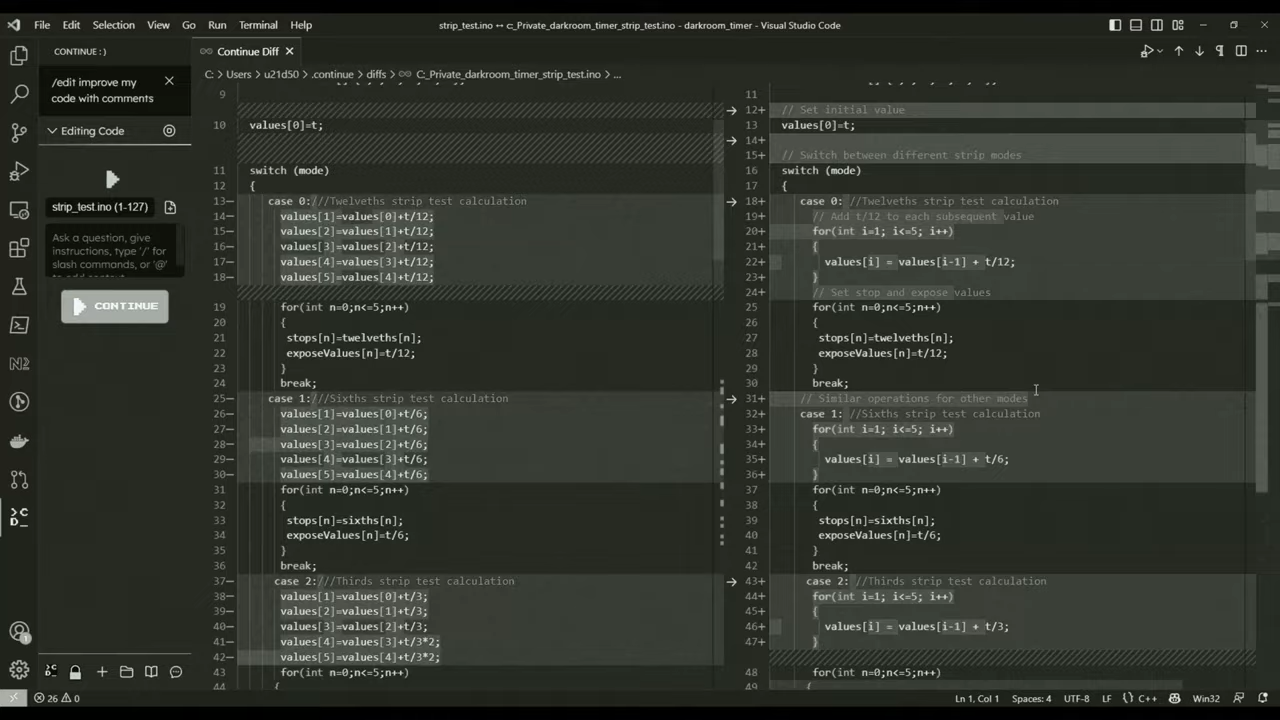 File Edit Selection View Go Run Terminal Help
strip_test.ino ↔ c:_Private_darkroom_timer_strip_test.ino - darkroom_timer - Visual Studio Code
CONTINUE : )
/edit improve my
code with comments
Editing Code
strip_test.ino (1-127)
Ask a question, give
instructions, type '/' for
slash commands, or '@'
CONTINUE
Continue Diff
C: > Users > u21d50 > .continue > diffs > C_Private_darkroom_timer_strip_test.ino > ...
9
10 values[0]=t;
11 switch (mode)
12 {
13− case 0:///Twelveths strip test calculation
14− values[1]=values[0]+t/12;
15− values[2]=values[1]+t/12;
16− values[3]=values[2]+t/12;
17− values[4]=values[3]+t/12;
18− values[5]=values[4]+t/12;
19 for(int n=0;n<=5;n++)
20 {
21 stops[n]=twelveths[n];
22 exposeValues[n]=t/12;
23 }
24 break;
25− case 1:///Sixths strip test calculation
26− values[1]=values[0]+t/6;
27− values[2]=values[1]+t/6;
28− values[3]=values[2]+t/6;
29− values[4]=values[3]+t/6;
30− values[5]=values[4]+t/6;
31 for(int n=0;n<=5;n++)
32 {
33 stops[n]=sixths[n];
34 exposeValues[n]=t/6;
35 }
36 break;
37− case 2:///Thirds strip test calculation
38− values[1]=values[0]+t/3;
39− values[2]=values[1]+t/3;
40− values[3]=values[2]+t/3;
41− values[4]=values[3]+t/3*2;
42− values[5]=values[4]+t/3*2;
43 for(int n=0;n<=5;n++)
44 {
11
12+ // Set initial value
13 values[0]=t;
14+
15+ // Switch between different strip modes
16 switch (mode)
17 {
18+ case 0: //Twelveths strip test calculation
19+ // Add t/12 to each subsequent value
20+ for(int i=1; i<=5; i++)
21+ {
22+ values[i] = values[i-1] + t/12;
23+ }
24+ // Set stop and expose values
25 for(int n=0;n<=5;n++)
26 {
27 stops[n]=twelveths[n];
28 exposeValues[n]=t/12;
29 }
30 break;
31+ // Similar operations for other modes
32+ case 1: //Sixths strip test calculation
33+ for(int i=1; i<=5; i++)
34+ {
35+ values[i] = values[i-1] + t/6;
36+ }
37 for(int n=0;n<=5;n++)
38 {
39 stops[n]=sixths[n];
40 exposeValues[n]=t/6;
41 }
42 break;
43+ case 2: //Thirds strip test calculation
44+ for(int i=1; i<=5; i++)
45+ {
46+ values[i] = values[i-1] + t/3;
47+ }
48 for(int n=0;n<=5;n++)
49 {
26 0
Ln 1, Col 1 Spaces: 4 UTF-8 LF {} C++ Win32